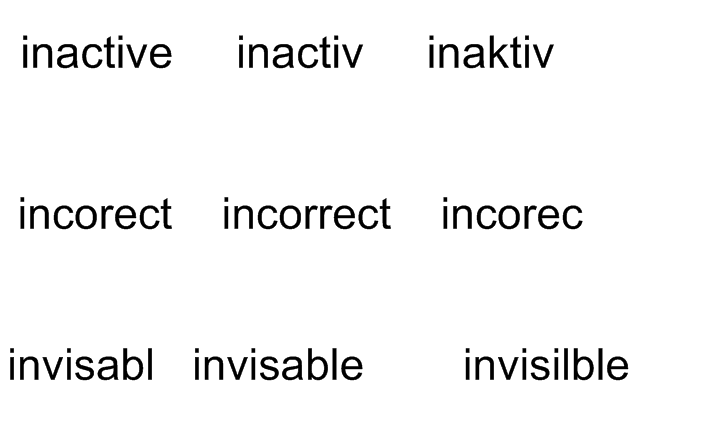 inactive inactiv inaktiv
incorect incorrect incorec
invisabl invisable invisilble